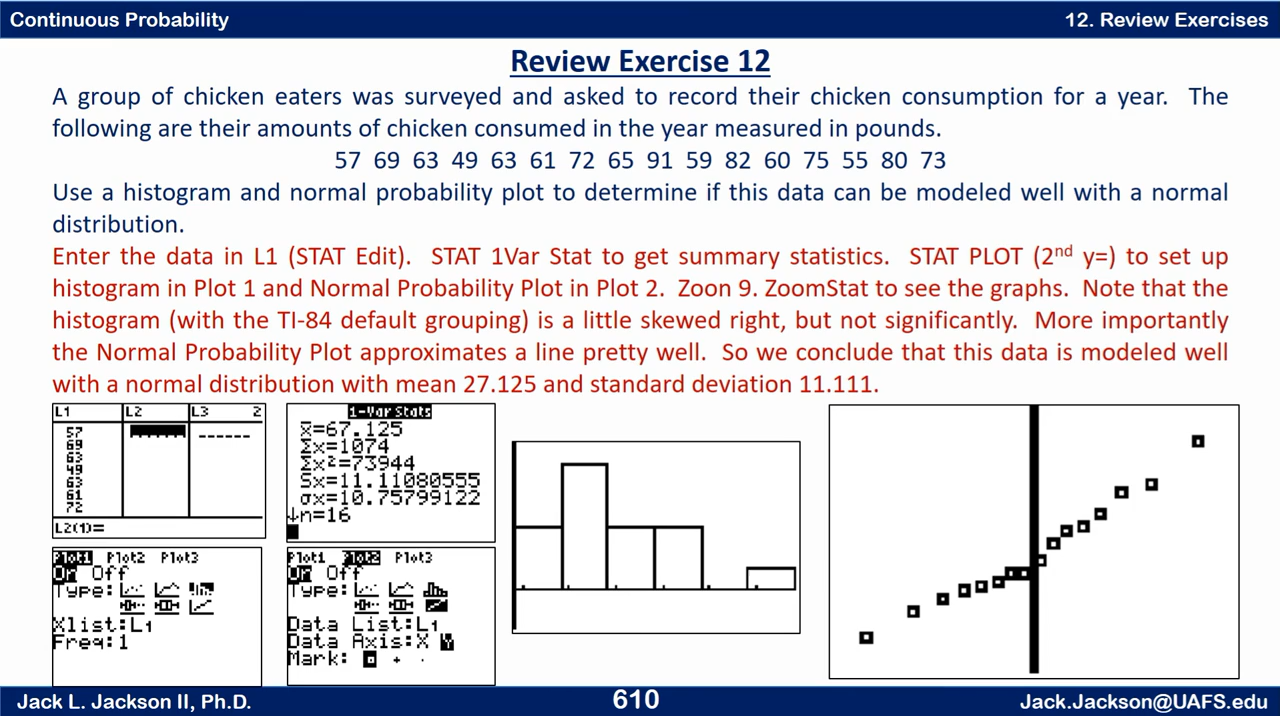 Continuous Probability
12. Review Exercises
Review Exercise 12
A group of chicken eaters was surveyed and asked to record their chicken consumption for a year. The
following are their amounts of chicken consumed in the year measured in pounds.
57 69 63 49 63 61 72 65 91 59 82 60 75 55 80 73
Use a histogram and normal probability plot to determine if this data can be modeled well with a normal
distribution.
Enter the data in L1 (STAT Edit). STAT 1Var Stat to get summary statistics. STAT PLOT (2nd y=) to set up
histogram in Plot 1 and Normal Probability Plot in Plot 2. Zoon 9. ZoomStat to see the graphs. Note that the
histogram (with the TI-84 default grouping) is a little skewed right, but not significantly. More importantly
the Normal Probability Plot approximates a line pretty well. So we conclude that this data is modeled well
with a normal distribution with mean 27.125 and standard deviation 11.111.
L1 L2 L3 2
57
69
63
49
63
61
72
L2(1)=
1-Var Stats
x̄=67.125
Σx=1074
Σx²=73944
Sx=11.11080555
σx=10.75799122
↓n=16
Plot1 Plot2 Plot3
On Off
Type:
Xlist:L1
Freq:1
Plot1 Plot2 Plot3
On Off
Type:
Data List:L1
Data Axis:X Y
Mark: □ + ·
Jack L. Jackson II, Ph.D.
610
Jack.Jackson@UAFS.edu